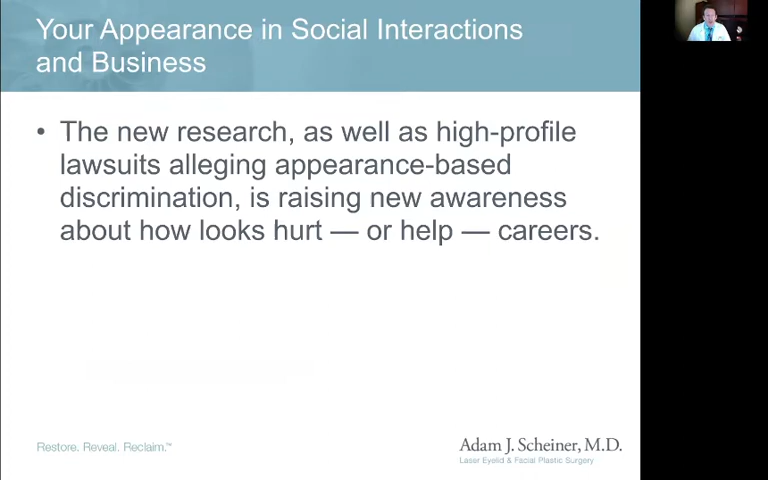 Your Appearance in Social Interactions
and Business
• The new research, as well as high-profile
lawsuits alleging appearance-based
discrimination, is raising new awareness
about how looks hurt — or help — careers.
Restore. Reveal. Reclaim.™
Adam J. Scheiner, M.D.
Laser Eyelid & Facial Plastic Surgery